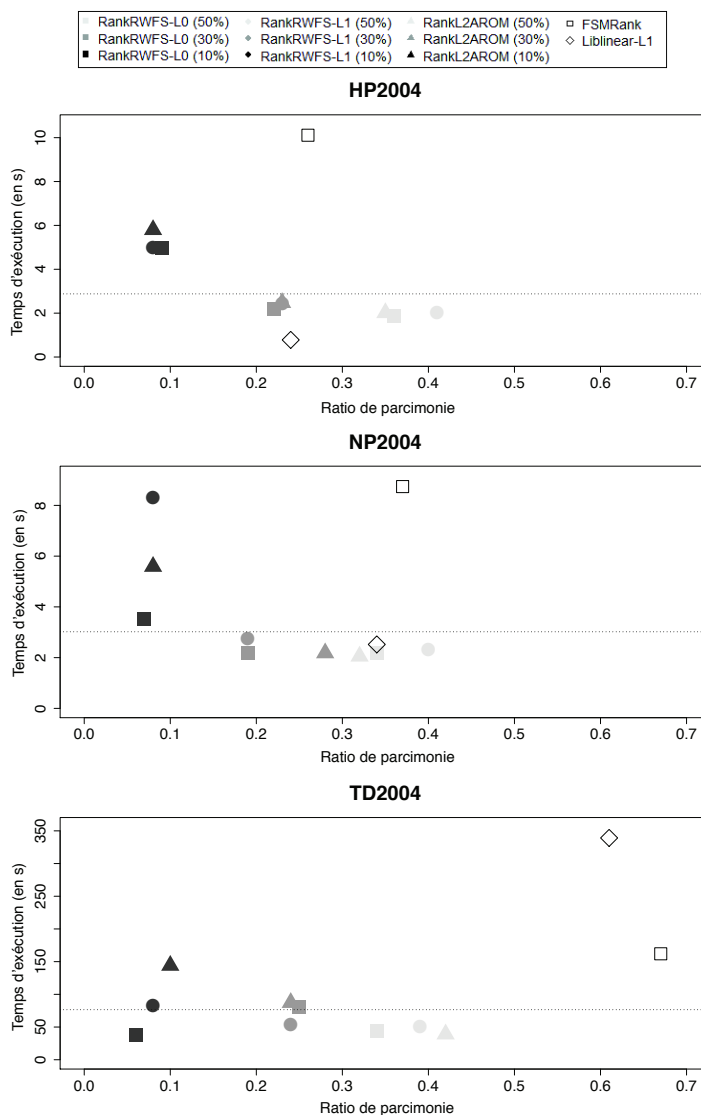 RankRWFS-L0 (50%) RankRWFS-L1 (50%) RankL2AROM (50%) FSMRank
RankRWFS-L0 (30%) RankRWFS-L1 (30%) RankL2AROM (30%) Liblinear-L1
RankRWFS-L0 (10%) RankRWFS-L1 (10%) RankL2AROM (10%)
HP2004
Temps d'exécution (en s)
10
8
6
4
2
0
0.0 0.1 0.2 0.3 0.4 0.5 0.6 0.7
Ratio de parcimonie
NP2004
Temps d'exécution (en s)
8
6
4
2
0
0.0 0.1 0.2 0.3 0.4 0.5 0.6 0.7
Ratio de parcimonie
TD2004
Temps d'exécution (en s)
350
250
150
50
0
0.0 0.1 0.2 0.3 0.4 0.5 0.6 0.7
Ratio de parcimonie